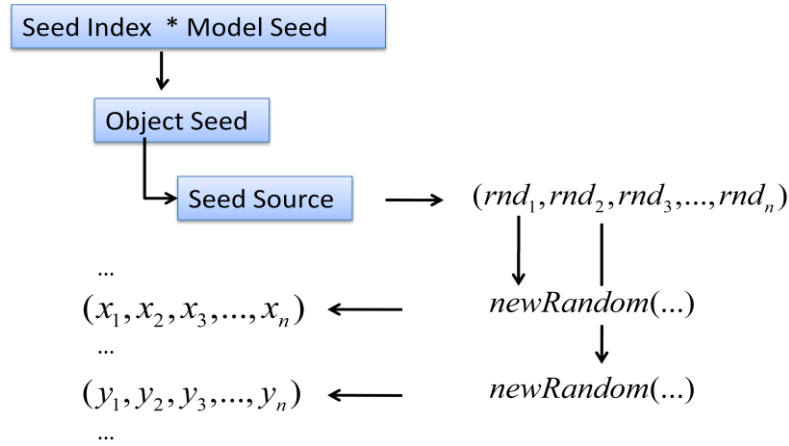 Seed Index * Model Seed
Object Seed
Seed Source
(rnd₁,rnd₂,rnd₃,...,rndₙ)
...
(x₁,x₂,x₃,...,xₙ)
newRandom(...)
...
(y₁,y₂,y₃,...,yₙ)
newRandom(...)
...